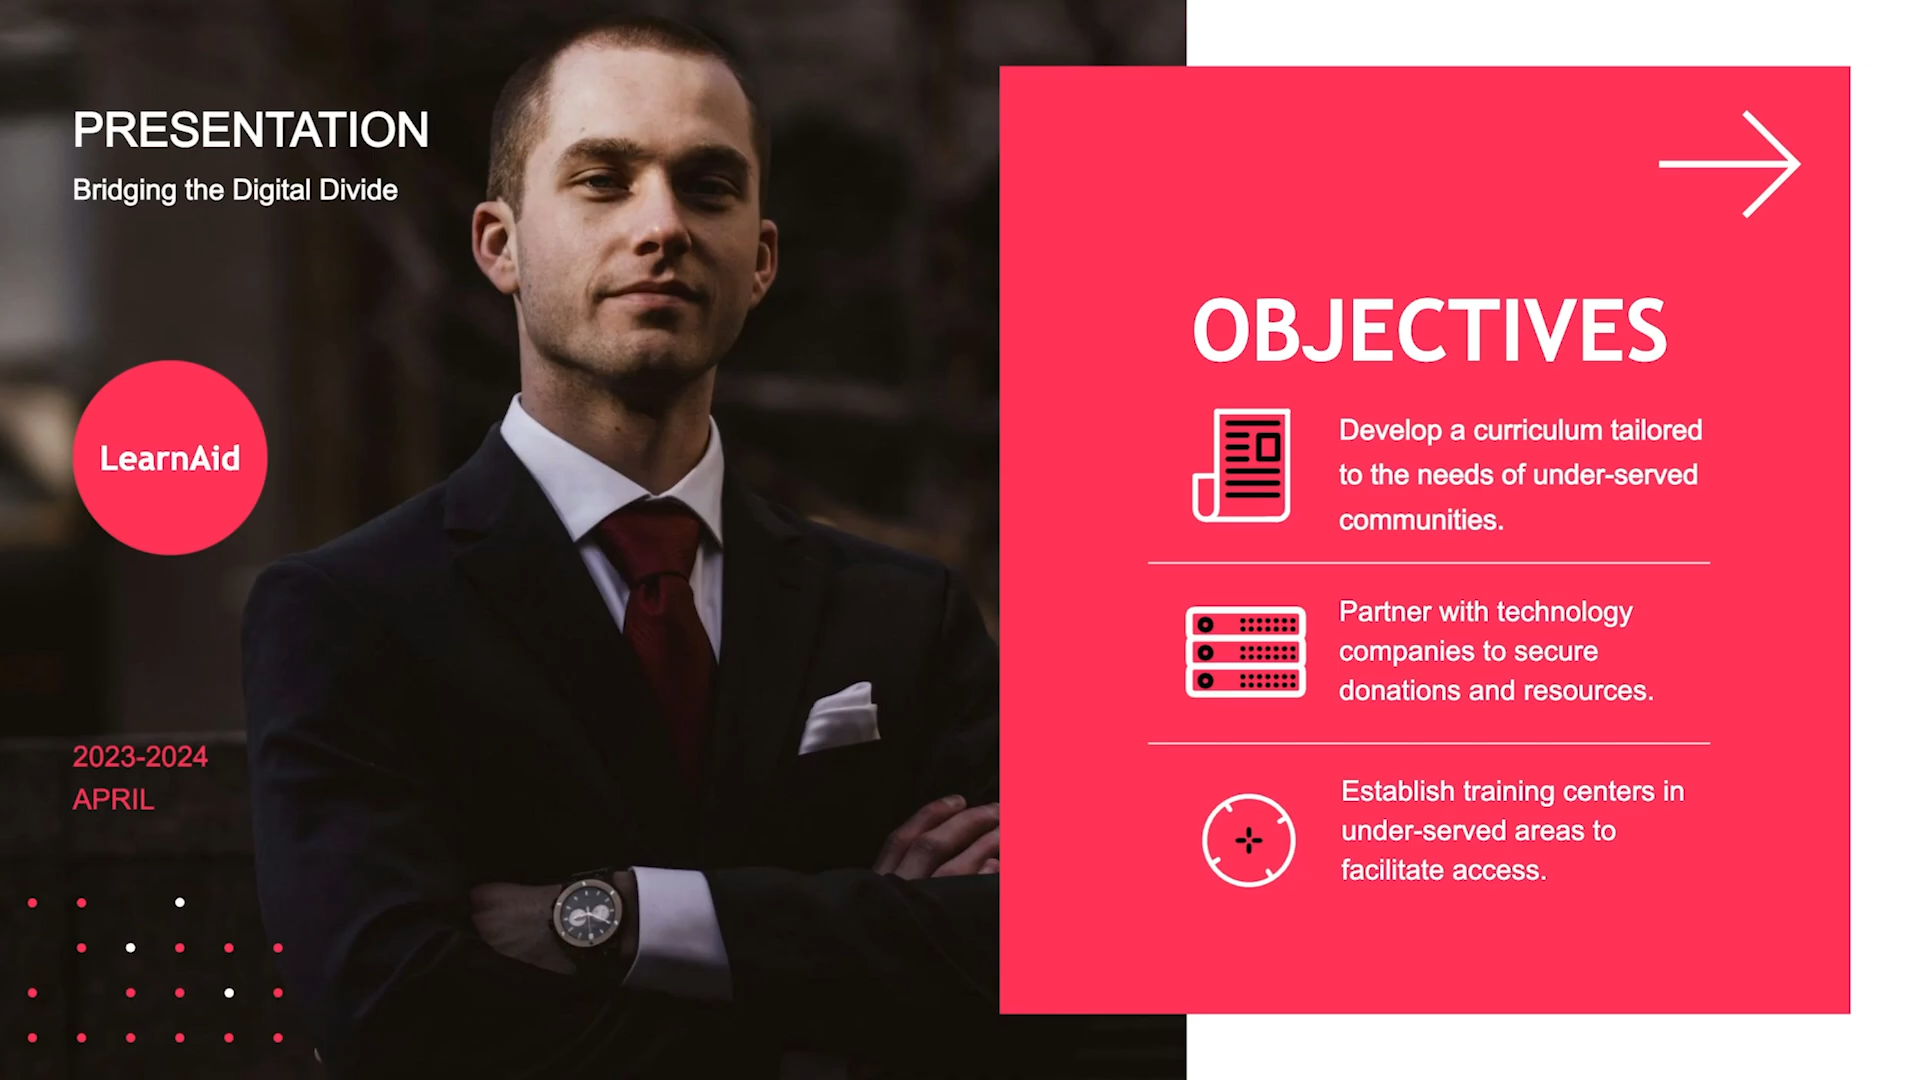 PRESENTATION
Bridging the Digital Divide
LearnAid
2023-2024
APRIL
OBJECTIVES
Develop a curriculum tailored
to the needs of under-served
communities.
Partner with technology
companies to secure
donations and resources.
Establish training centers in
under-served areas to
facilitate access.